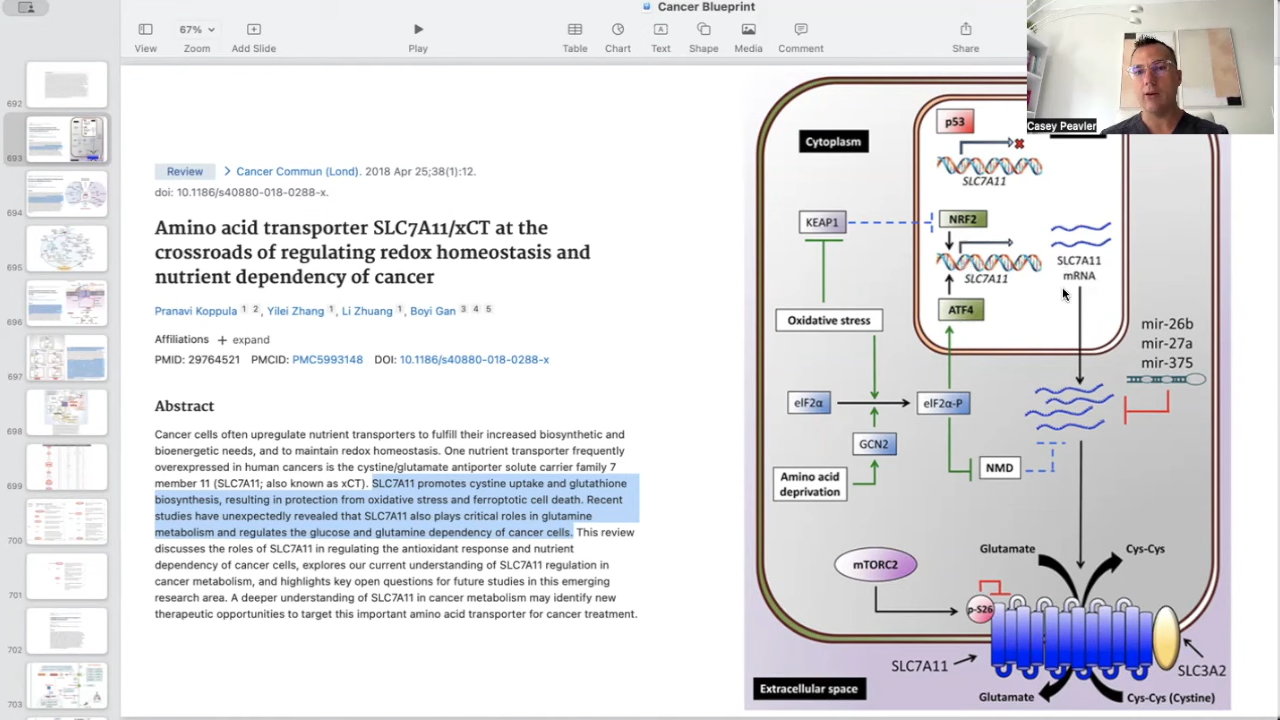 Cancer Blueprint
67%
View
Zoom
Add Slide
Play
Table
Chart
Text
Shape
Media
Comment
Share
Casey Peavler
692
693
694
695
696
697
698
699
700
701
702
703
Review > Cancer Commun (Lond). 2018 Apr 25;38(1):12.
doi: 10.1186/s40880-018-0288-x.
Amino acid transporter SLC7A11/xCT at the
crossroads of regulating redox homeostasis and
nutrient dependency of cancer
Pranavi Koppula 1 2, Yilei Zhang 1, Li Zhuang 1, Boyi Gan 3 4 5
Affiliations + expand
PMID: 29764521 PMCID: PMC5993148 DOI: 10.1186/s40880-018-0288-x
Abstract
Cancer cells often upregulate nutrient transporters to fulfill their increased biosynthetic and
bioenergetic needs, and to maintain redox homeostasis. One nutrient transporter frequently
overexpressed in human cancers is the cystine/glutamate antiporter solute carrier family 7
member 11 (SLC7A11; also known as xCT). SLC7A11 promotes cystine uptake and glutathione
biosynthesis, resulting in protection from oxidative stress and ferroptotic cell death. Recent
studies have unexpectedly revealed that SLC7A11 also plays critical roles in glutamine
metabolism and regulates the glucose and glutamine dependency of cancer cells. This review
discusses the roles of SLC7A11 in regulating the antioxidant response and nutrient
dependency of cancer cells, explores our current understanding of SLC7A11 regulation in
cancer metabolism, and highlights key open questions for future studies in this emerging
research area. A deeper understanding of SLC7A11 in cancer metabolism may identify new
therapeutic opportunities to target this important amino acid transporter for cancer treatment.
Cytoplasm
p53
SLC7A11
KEAP1
NRF2
SLC7A11
SLC7A11
mRNA
Oxidative stress
ATF4
mir-26b
mir-27a
mir-375
eIF2α
eIF2α-P
GCN2
Amino acid
deprivation
NMD
mTORC2
Glutamate
Cys-Cys
p-S26
SLC7A11
SLC3A2
Extracellular space
Glutamate
Cys-Cys (Cystine)